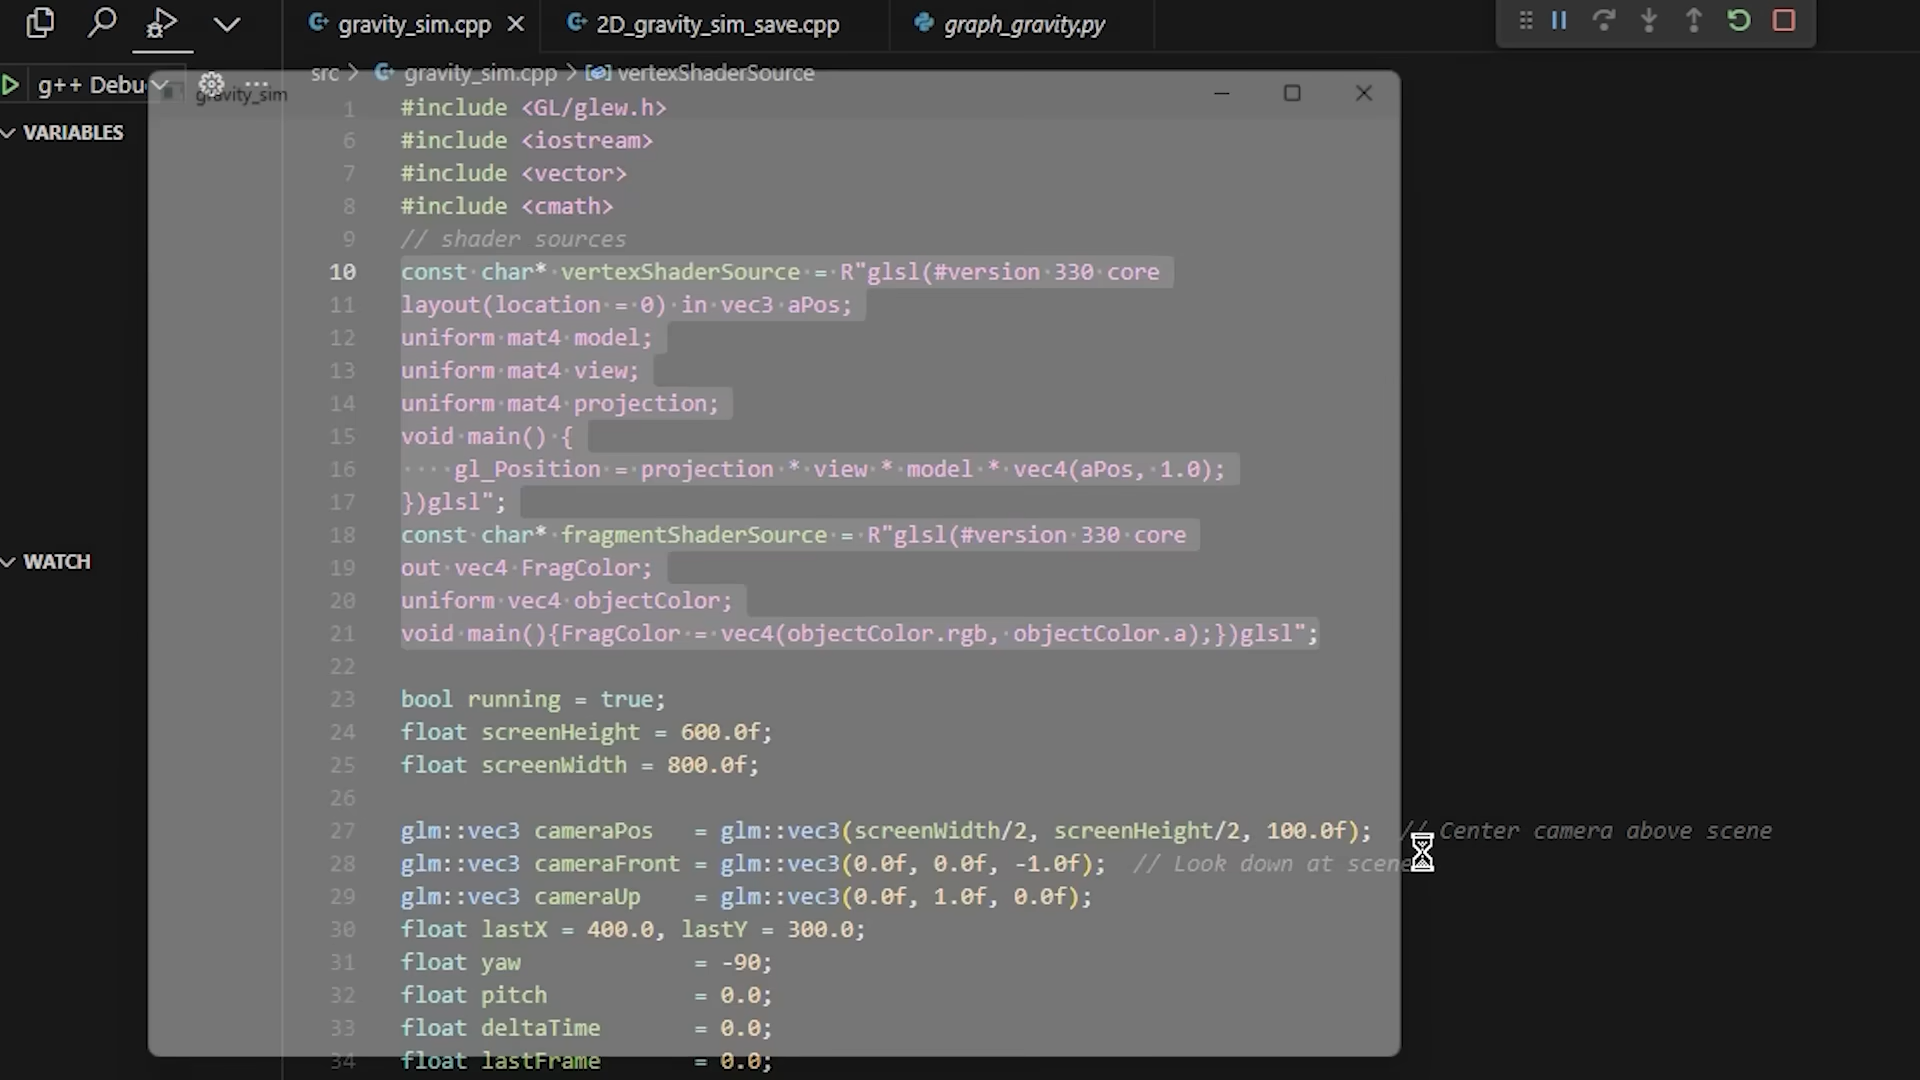 gravity_sim.cpp
2D_gravity_sim_save.cpp
graph_gravity.py
g++ Debu
gravity_sim
src > gravity_sim.cpp > vertexShaderSource
VARIABLES
WATCH
1 #include <GL/glew.h>
6 #include <iostream>
7 #include <vector>
8 #include <cmath>
9 // shader sources
10 const char* vertexShaderSource = R"glsl(#version 330 core
11 layout(location = 0) in vec3 aPos;
12 uniform mat4 model;
13 uniform mat4 view;
14 uniform mat4 projection;
15 void main() {
16     gl_Position = projection * view * model * vec4(aPos, 1.0);
17 })glsl";
18 const char* fragmentShaderSource = R"glsl(#version 330 core
19 out vec4 FragColor;
20 uniform vec4 objectColor;
21 void main(){FragColor = vec4(objectColor.rgb, objectColor.a);})glsl";
22
23 bool running = true;
24 float screenHeight = 600.0f;
25 float screenWidth = 800.0f;
26
27 glm::vec3 cameraPos   = glm::vec3(screenWidth/2, screenHeight/2, 100.0f);  // Center camera above scene
28 glm::vec3 cameraFront = glm::vec3(0.0f, 0.0f, -1.0f);  // Look down at scene
29 glm::vec3 cameraUp    = glm::vec3(0.0f, 1.0f, 0.0f);
30 float lastX = 400.0, lastY = 300.0;
31 float yaw             = -90;
32 float pitch           = 0.0;
33 float deltaTime       = 0.0;
34 float lastFrame       = 0.0;